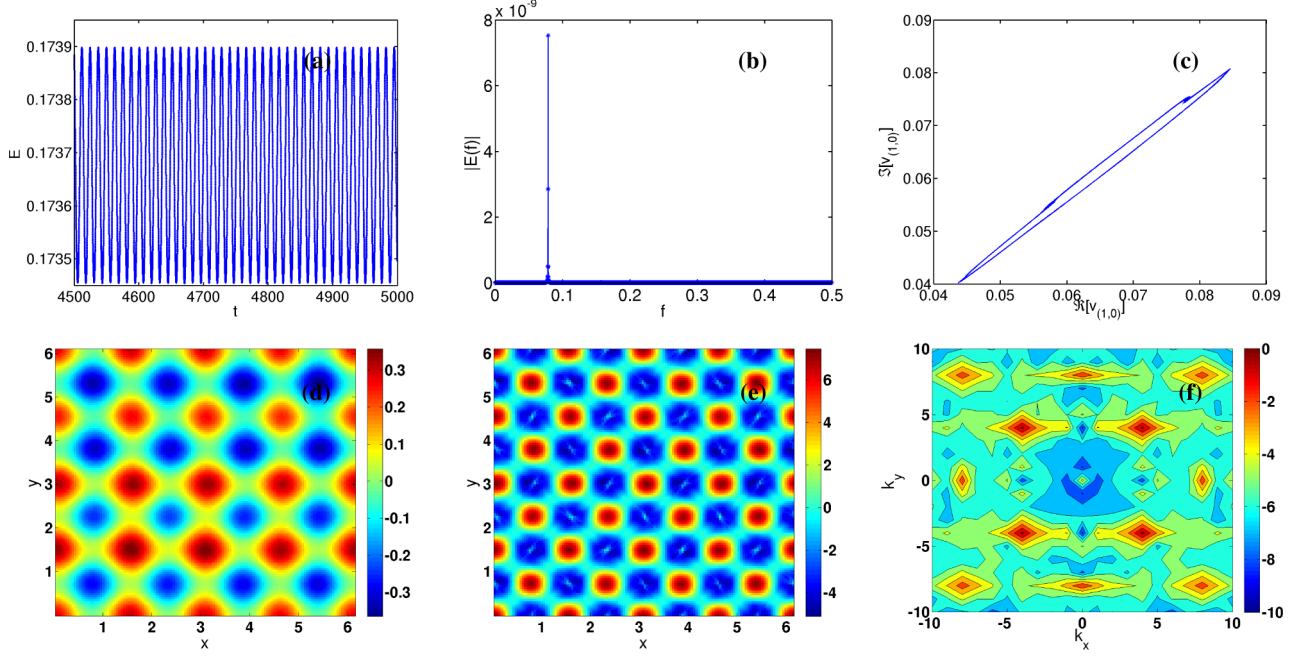 (a)
0.1739
0.1738
0.1737
0.1736
0.1735
E
4500 4600 4700 4800 4900 5000
t
x 10^-9
(b)
8
6
4
2
0
|E(f)|
0 0.1 0.2 0.3 0.4 0.5
f
(c)
0.09
0.08
0.07
0.06
0.05
0.04
ℑ[v(1,0)]
0.04 0.05 0.06 0.07 0.08 0.09
ℜ[v(1,0)]
(d)
6
5
4
3
2
1
y
1 2 3 4 5 6
x
0.3
0.2
0.1
0
-0.1
-0.2
-0.3
(e)
6
5
4
3
2
1
y
1 2 3 4 5 6
x
6
4
2
0
-2
-4
(f)
10
5
0
-5
-10
k_y
-10 -5 0 5 10
k_x
0
-2
-4
-6
-8
-10